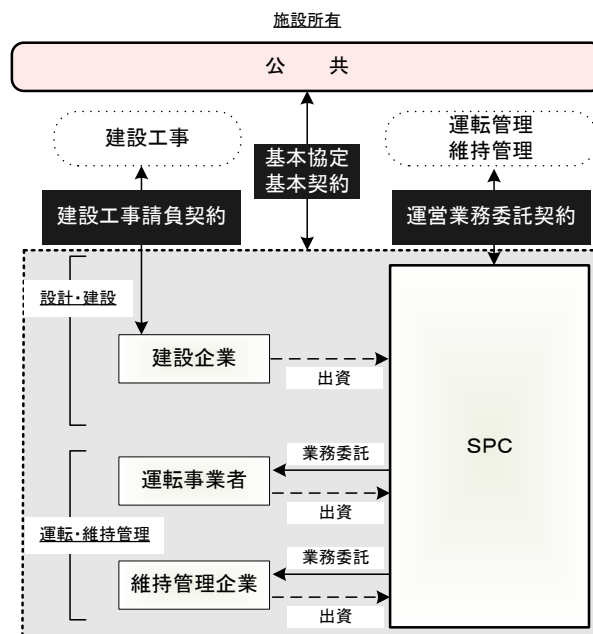 施設所有
公　　共
建設工事
運転管理
維持管理
基本協定
基本契約
建設工事請負契約
運営業務委託契約
設計・建設
建設企業
出資
SPC
業務委託
運転事業者
出資
運転・維持管理
業務委託
維持管理企業
出資